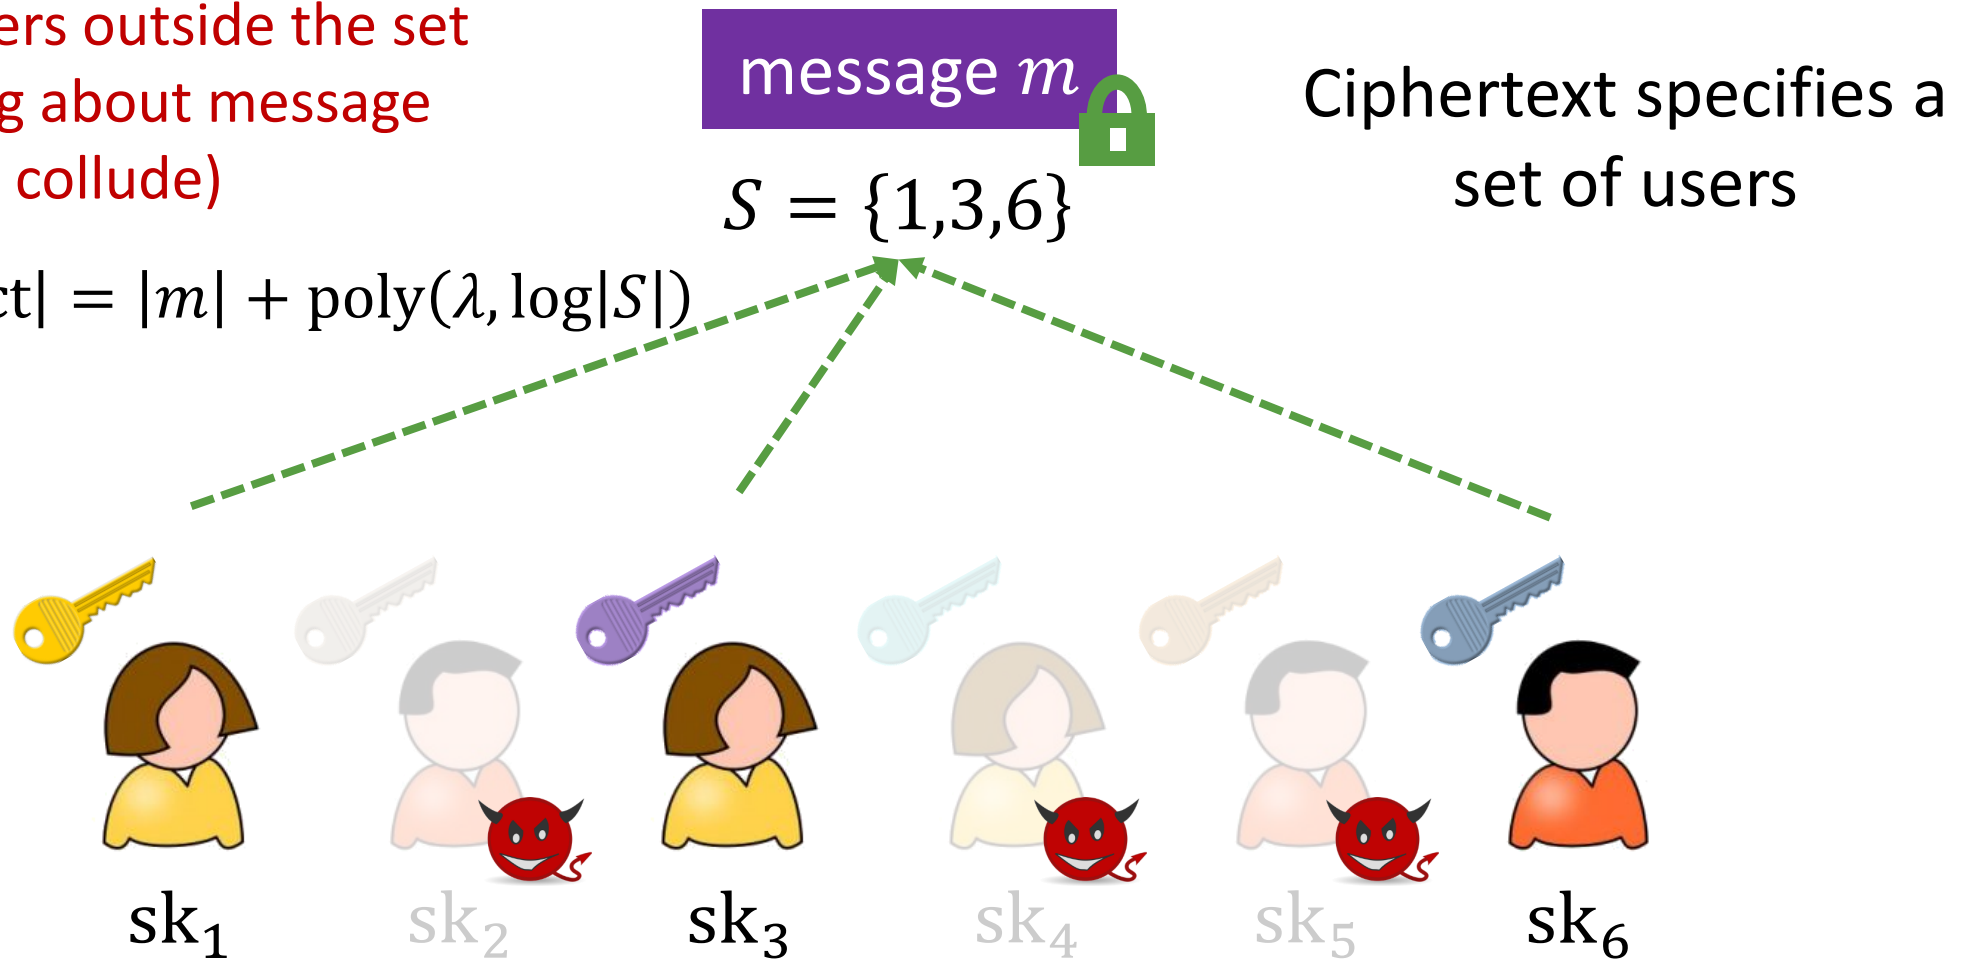 ers outside the set
g about message
collude)
message m
S = {1,3,6}
Ciphertext specifies a
set of users
ct| = |m| + poly(λ, log|S|)
sk₁ sk₂ sk₃ sk₄ sk₅ sk₆